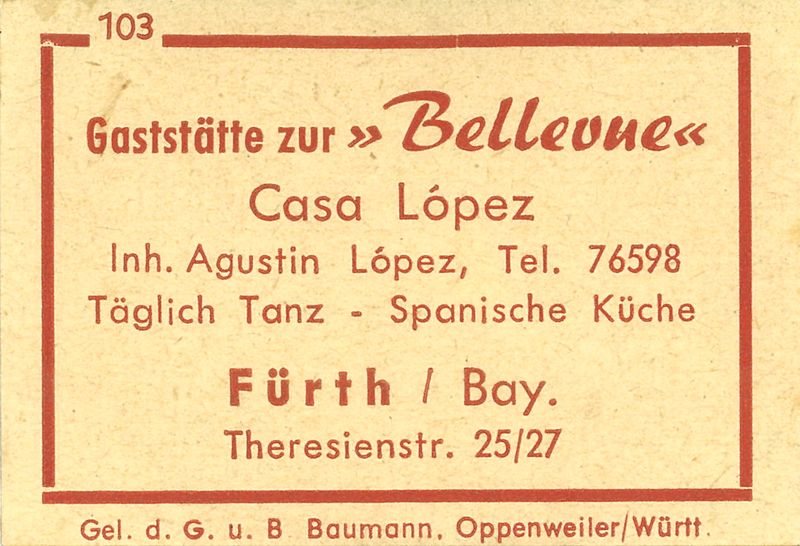 103
Gaststätte zur »Bellevue«
Casa López
Inh. Agustin López, Tel. 76598
Täglich Tanz - Spanische Küche
Fürth / Bay.
Theresienstr. 25/27
Gel. d. G. u. B Baumann, Oppenweiler/Württ.